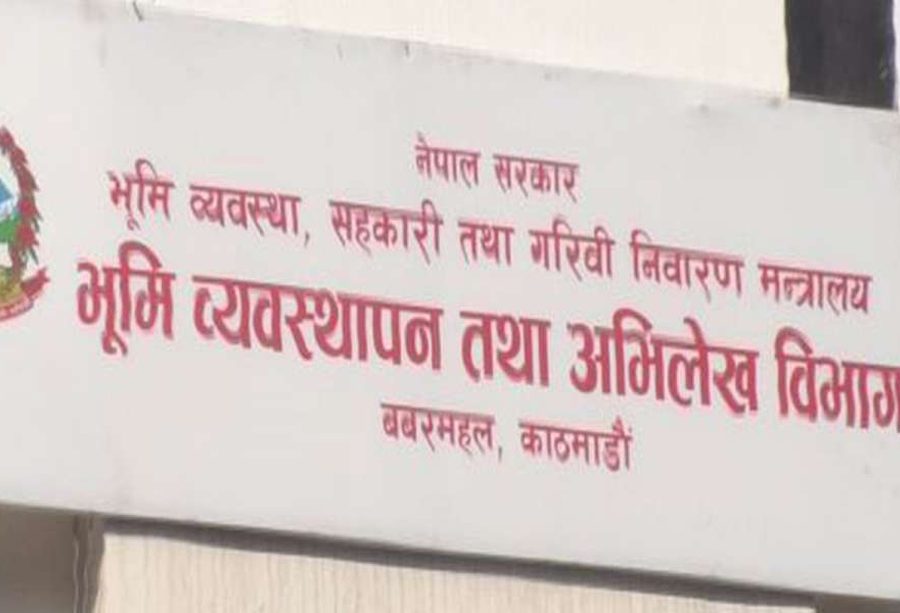 नेपाल सरकार
भूमि व्यवस्था, सहकारी तथा गरिवी निवारण मन्त्रालय
भूमि व्यवस्थापन तथा अभिलेख विभाग
बबरमहल, काठमाडौं